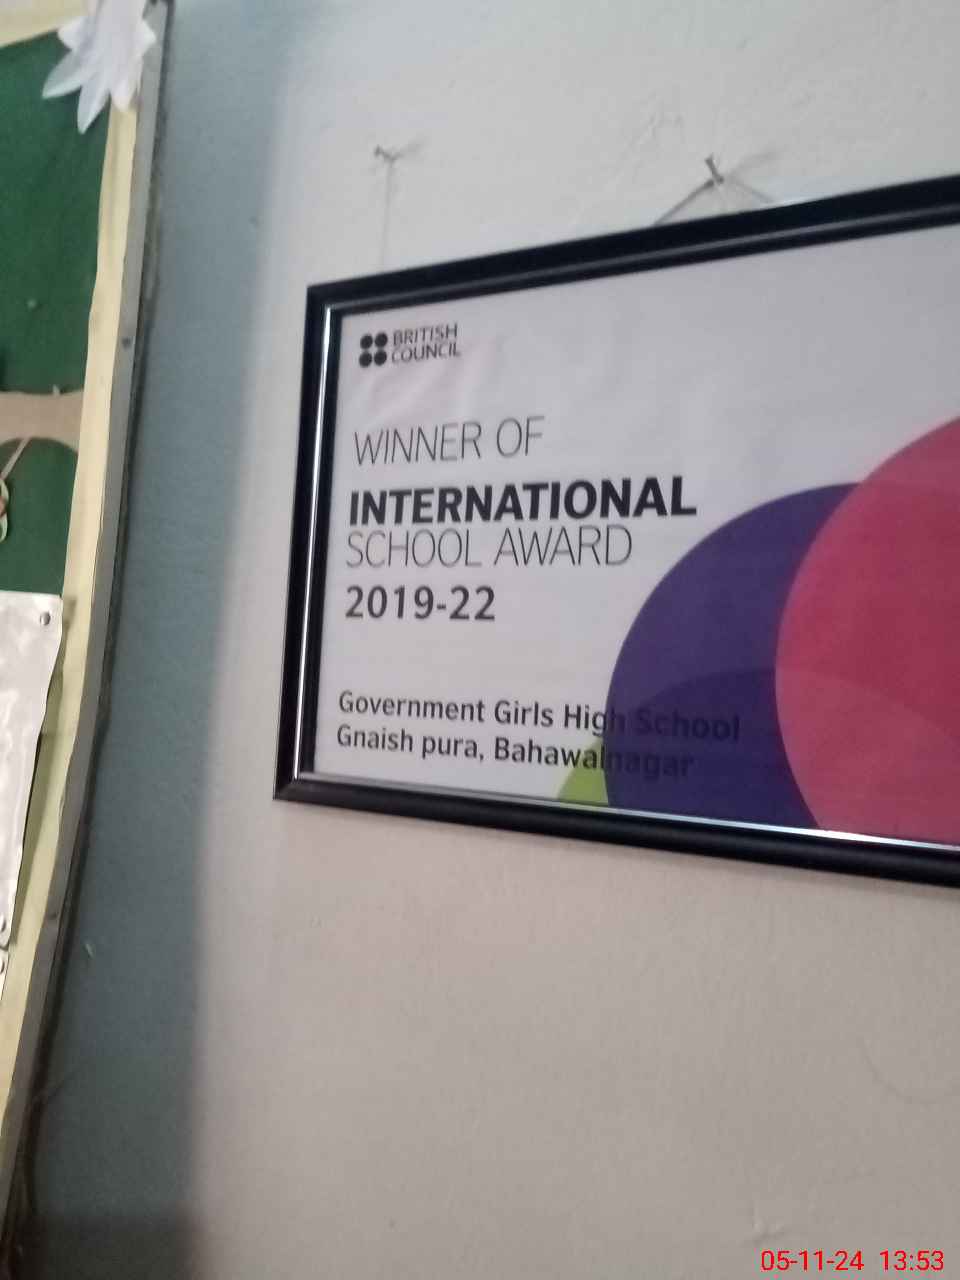 BRITISH
COUNCIL
WINNER OF
INTERNATIONAL
SCHOOL AWARD
2019-22
Government Girls High School
Gnaish pura, Bahawalnagar
05-11-24 13:53